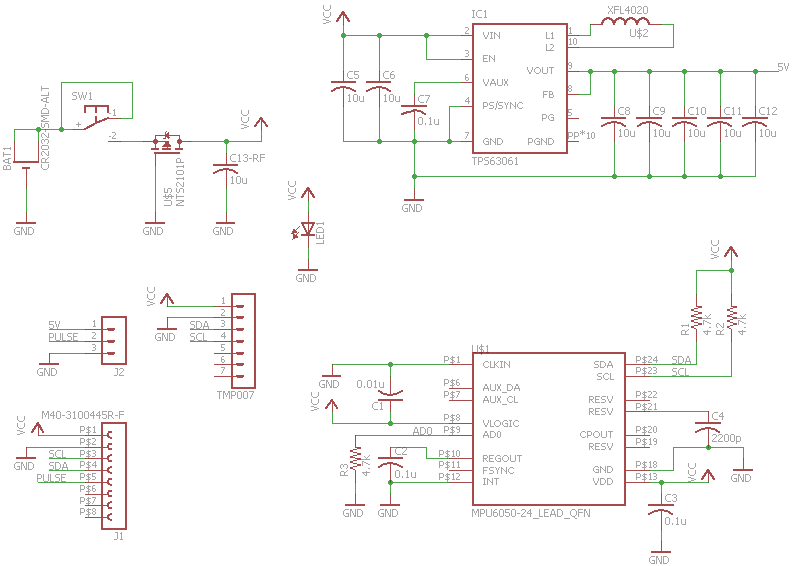 IC1
XFL4020
VCC
2
VIN
L1
1
U$2
L2
10
3
EN
VOUT
9
5V
6
VAUX
FB
8
4
PS/SYNC
PG
5
7
GND
PGND
PP*10
TPS63061
C5
10u
C6
10u
C7
0.1u
C8
10u
C9
10u
C10
10u
C11
10u
C12
10u
GND
SW1
+
1
-2
BAT1
CR2032-SMD-ALT
GND
U$5
NTS2101P
GND
VCC
C13-RF
10u
GND
VCC
LED1
GND
5V
1
PULSE
2
3
GND
J2
VCC
1
2
GND
SDA
3
SCL
4
5
6
7
TMP007
M40-3100445R-F
VCC
P$1
P$2
GND
SCL
P$3
SDA
P$4
PULSE
P$5
P$6
P$7
P$8
J1
U$1
P$1
CLKIN
SDA
P$24
SDA
SCL
P$23
SCL
P$6
AUX_DA
RESV
P$22
P$7
AUX_CL
RESV
P$21
P$8
VLOGIC
P$9
AD0
CPOUT
P$20
RESV
P$19
P$10
REGOUT
GND
P$18
P$11
FSYNC
VDD
P$13
P$12
INT
MPU6050-24_LEAD_QFN
GND
0.01u
C1
VCC
AD0
R3
4.7K
C2
0.1u
GND
GND
VCC
R1
4.7K
R2
4.7K
C4
2200p
GND
VCC
C3
0.1u
GND